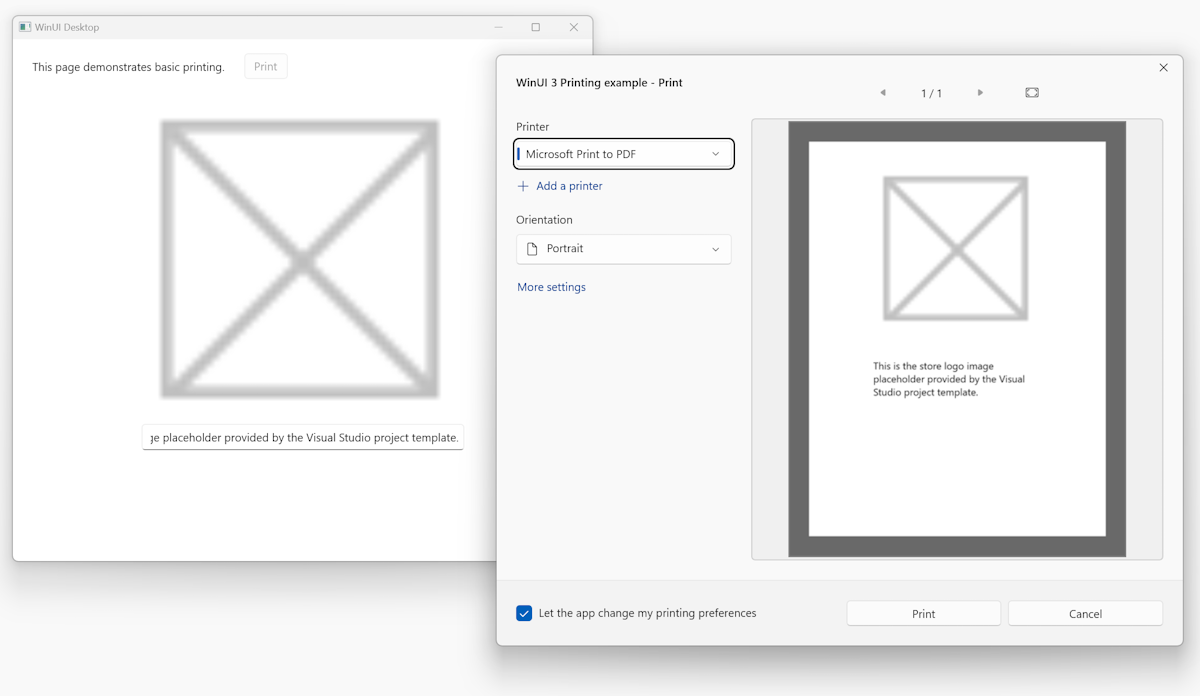 WinUI Desktop
This page demonstrates basic printing.
Print
placeholder provided by the Visual Studio project template.
WinUI 3 Printing example - Print
1 / 1
Printer
Microsoft Print to PDF
Add a printer
Orientation
Portrait
More settings
This is the store logo image
placeholder provided by the Visual
Studio project template.
Let the app change my printing preferences
Print
Cancel